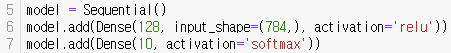 5 model = Sequential()
6 model.add(Dense(128, input_shape=(784,), activation='relu'))
7 model.add(Dense(10, activation='softmax'))